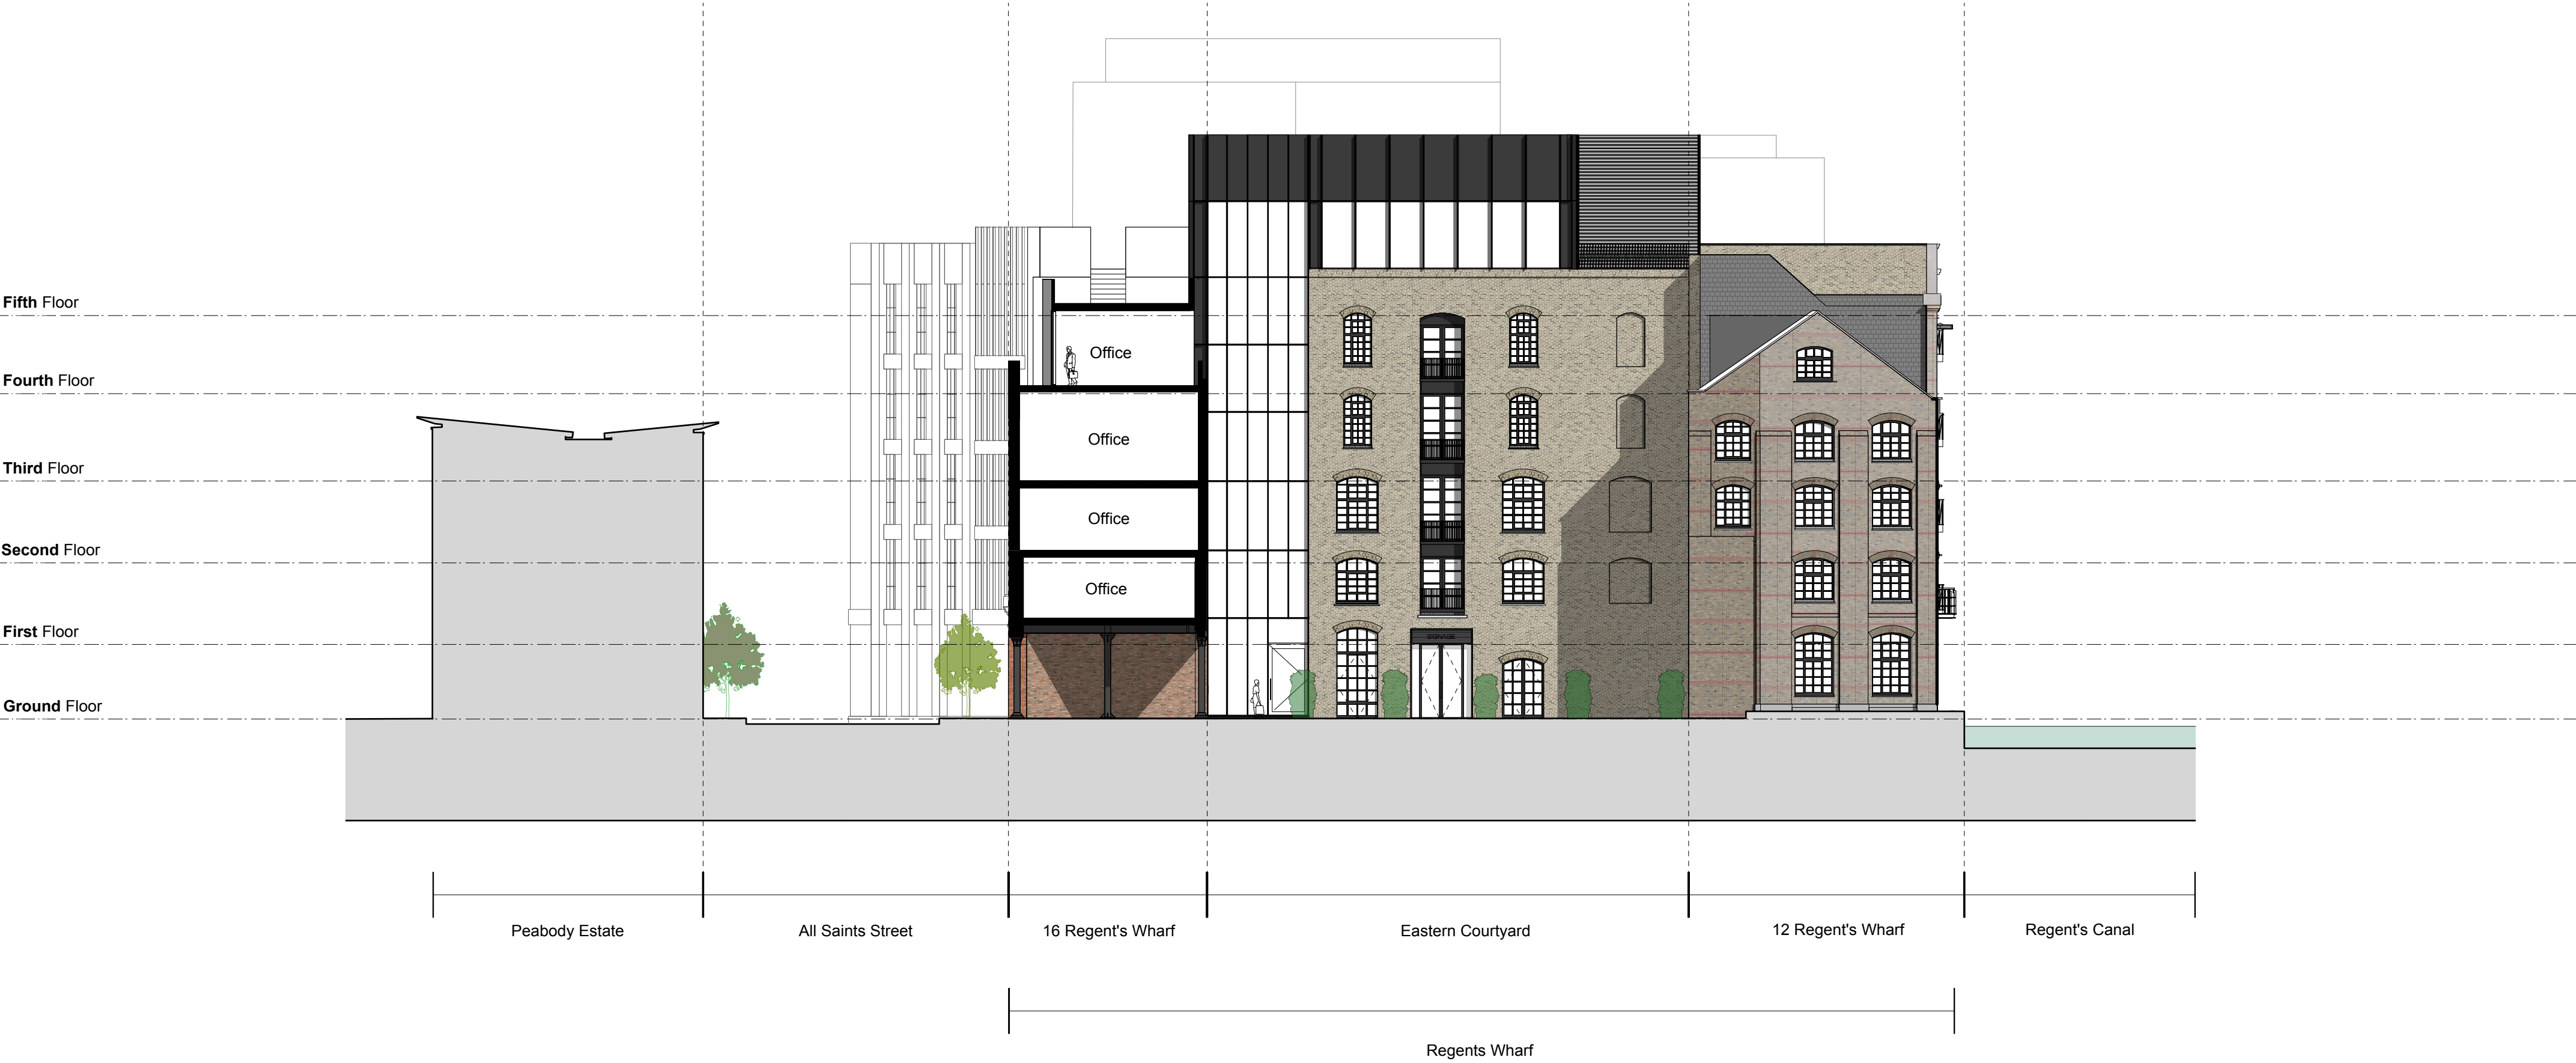 Fifth Floor
Office
Fourth Floor
Office
Third Floor
Office
Second Floor
Office
First Floor
SIGNAGE
Ground Floor
Peabody Estate
All Saints Street
16 Regent's Wharf
Eastern Courtyard
12 Regent's Wharf
Regent's Canal
Regents Wharf